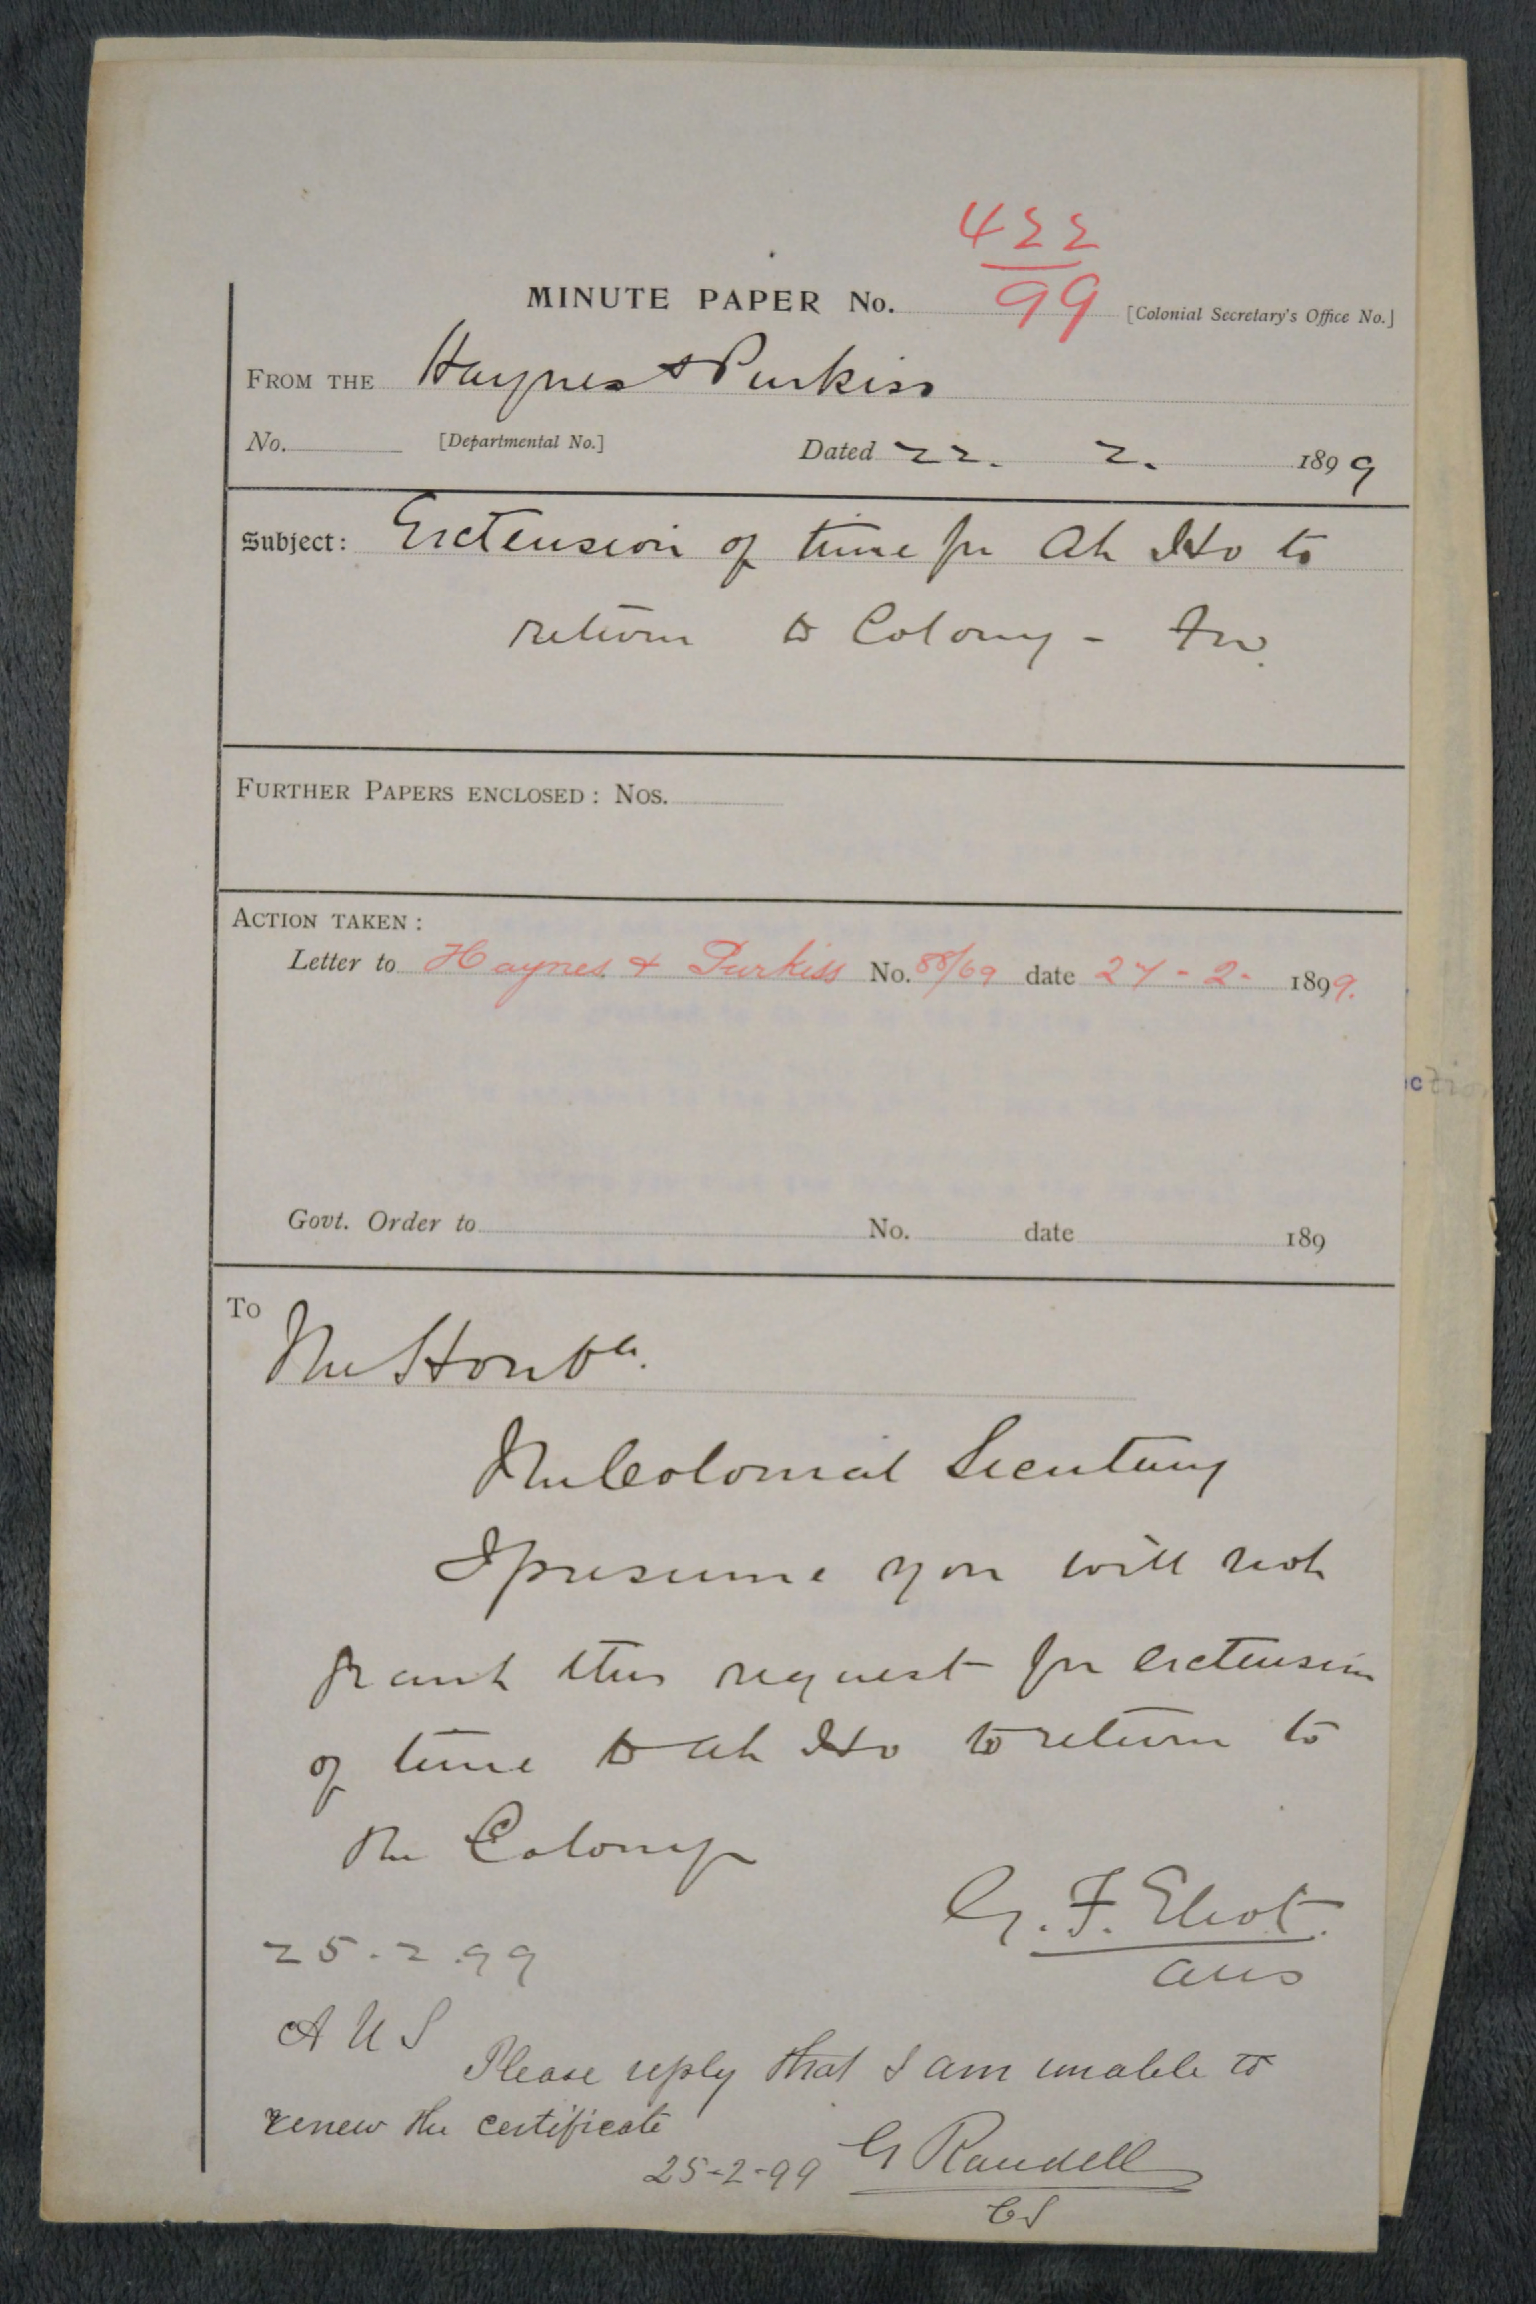 422
99
MINUTE PAPER No. [Colonial Secretary's Office No.]
FROM THE Haynes & Purkiss
No. [Departmental No.] Dated 22. 2. 1899
Subject: Extension of time for Ah Ho to
return to Colony - for.
FURTHER PAPERS ENCLOSED: NOS.
ACTION TAKEN:
Letter to Haynes & Purkiss No. 88/69 date 27-2- 1899.
Govt. Order to No. date 189
To
The Honble.
The Colonial Secretary
I presume you will not
grant this request for extension
of time to Ah Ho to return to
the Colony
G. F. Eliot.
AUS
25.2.99
AUS
Please reply that I am unable to
renew the certificate
25-2-99 G Randell
CS
ction